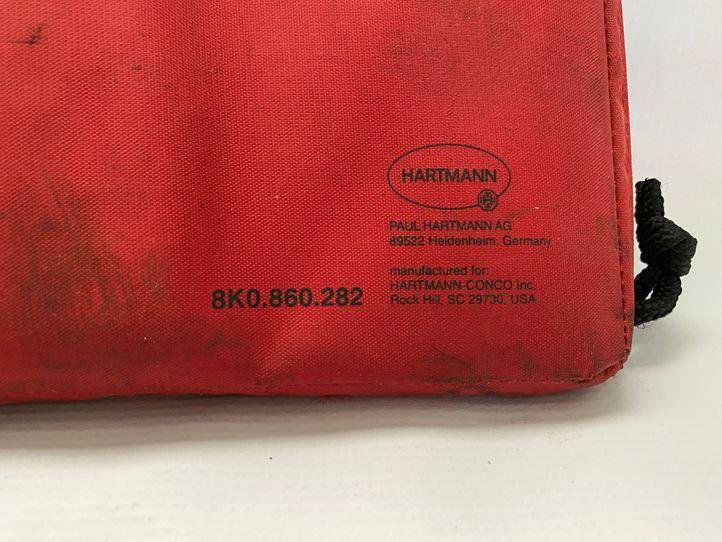 HARTMANN
PAUL HARTMANN AG
89522 Heidenheim, Germany
manufactured for:
HARTMANN-CONCO Inc.
Rock Hill, SC 29730, USA
8K0.860.282